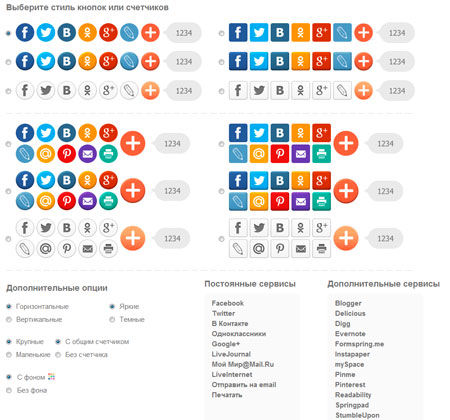 Выберите стиль кнопок или счетчиков
f B g+ 1234
f B g+ 1234
f B g+ 1234
f B g+ 1234
f B g+ 1234
f B g+ 1234
f B g+
@ 1234
f B g+
@ 1234
f B g+
@ 1234
f B g+
@ 1234
f g+
@ 1234
f B g+
@ 1234
Дополнительные опции
Горизонтальные
Яркие
Вертикальные
Темные
Крупные
С общим счетчиком
Маленькие
Без счетчика
С фоном
Без фона
Постоянные сервисы
Facebook
Twitter
В Контакте
Одноклассники
Google+
LiveJournal
Мой Мир@Mail.Ru
LiveInternet
Отправить на email
Печатать
Дополнительные сервисы
Blogger
Delicious
Digg
Evernote
Formspring.me
Instapaper
mySpace
Pinme
Pinterest
Readability
Springpad
StumbleUpon